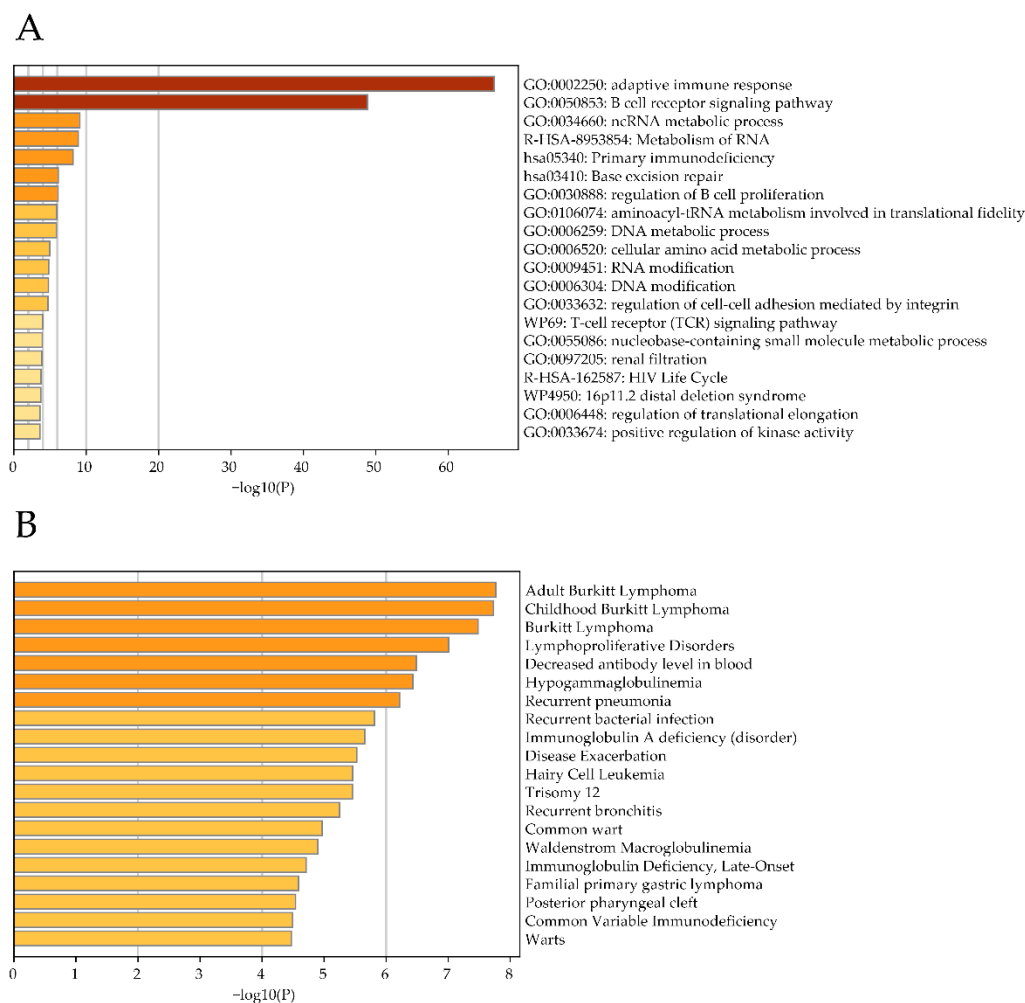 A
GO:0002250: adaptive immune response
GO:0050853: B cell receptor signaling pathway
GO:0034660: ncRNA metabolic process
R-HSA-8953854: Metabolism of RNA
hsa05340: Primary immunodeficiency
hsa03410: Base excision repair
GO:0030888: regulation of B cell proliferation
GO:0106074: aminoacyl-tRNA metabolism involved in translational fidelity
GO:0006259: DNA metabolic process
GO:0006520: cellular amino acid metabolic process
GO:0009451: RNA modification
GO:0006304: DNA modification
GO:0033632: regulation of cell-cell adhesion mediated by integrin
WP69: T-cell receptor (TCR) signaling pathway
GO:0055086: nucleobase-containing small molecule metabolic process
GO:0097205: renal filtration
R-HSA-162587: HIV Life Cycle
WP4950: 16p11.2 distal deletion syndrome
GO:0006448: regulation of translational elongation
GO:0033674: positive regulation of kinase activity
0 10 20 30 40 50 60
−log10(P)
B
Adult Burkitt Lymphoma
Childhood Burkitt Lymphoma
Burkitt Lymphoma
Lymphoproliferative Disorders
Decreased antibody level in blood
Hypogammaglobulinemia
Recurrent pneumonia
Recurrent bacterial infection
Immunoglobulin A deficiency (disorder)
Disease Exacerbation
Hairy Cell Leukemia
Trisomy 12
Recurrent bronchitis
Common wart
Waldenstrom Macroglobulinemia
Immunoglobulin Deficiency, Late-Onset
Familial primary gastric lymphoma
Posterior pharyngeal cleft
Common Variable Immunodeficiency
Warts
0 1 2 3 4 5 6 7 8
−log10(P)